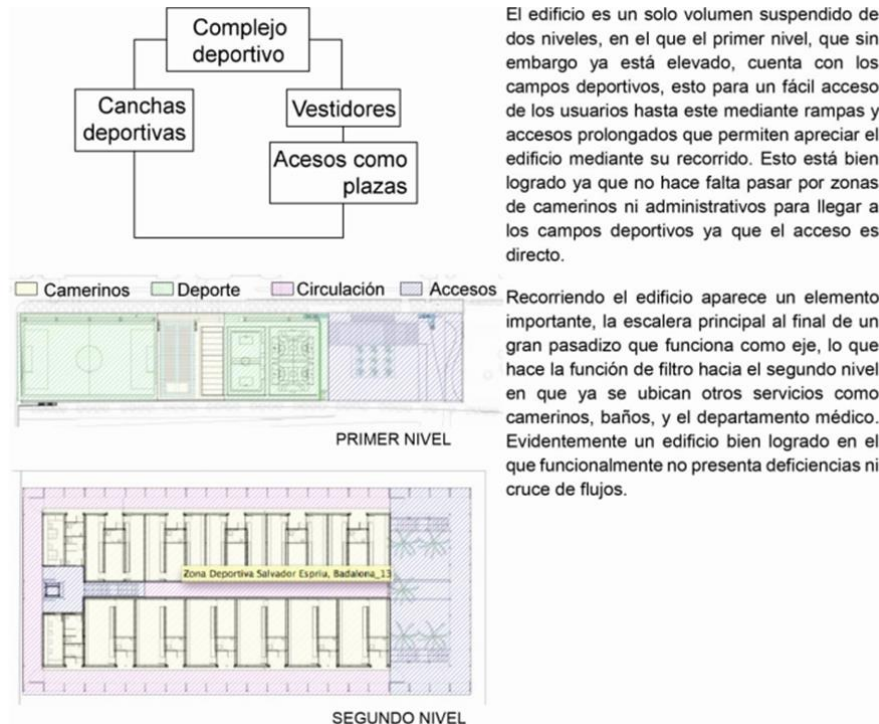 Complejo
deportivo
Canchas
deportivas
Vestidores
Acesos como
plazas
Camerinos
Deporte
Circulación
Accesos
PRIMER NIVEL
Zona Deportiva Salvador Espriu, Badalona_13
SEGUNDO NIVEL
El edificio es un solo volumen suspendido de
dos niveles, en el que el primer nivel, que sin
embargo ya está elevado, cuenta con los
campos deportivos, esto para un fácil acceso
de los usuarios hasta este mediante rampas y
accesos prolongados que permiten apreciar el
edificio mediante su recorrido. Esto está bien
logrado ya que no hace falta pasar por zonas
de camerinos ni administrativos para llegar a
los campos deportivos ya que el acceso es
directo.
Recorriendo el edificio aparece un elemento
importante, la escalera principal al final de un
gran pasadizo que funciona como eje, lo que
hace la función de filtro hacia el segundo nivel
en que ya se ubican otros servicios como
camerinos, baños, y el departamento médico.
Evidentemente un edificio bien logrado en el
que funcionalmente no presenta deficiencias ni
cruce de flujos.